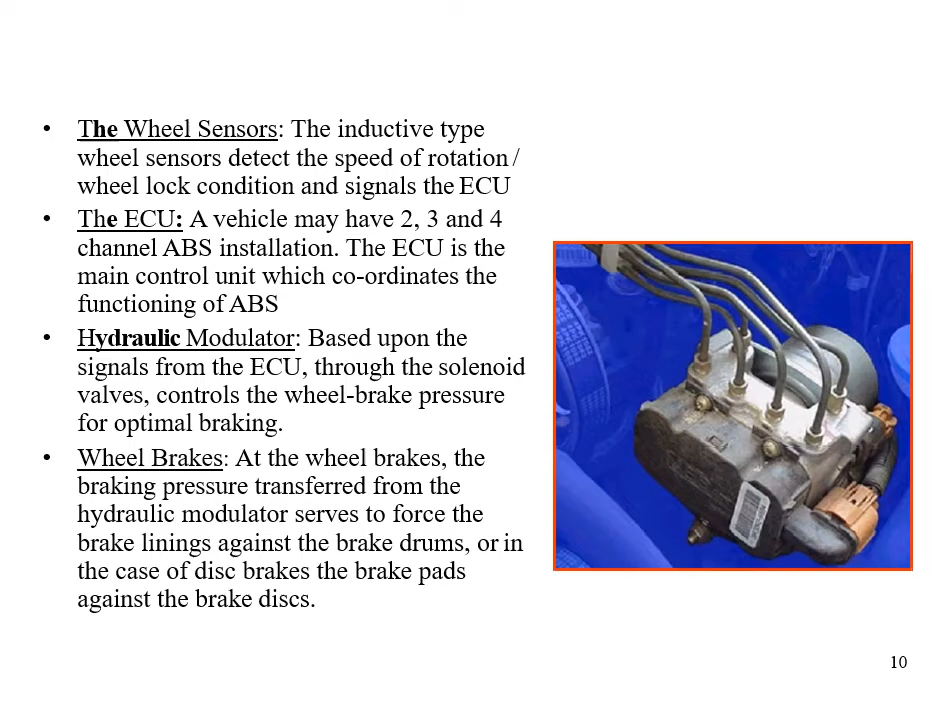 • The Wheel Sensors: The inductive type
wheel sensors detect the speed of rotation /
wheel lock condition and signals the ECU
• The ECU: A vehicle may have 2, 3 and 4
channel ABS installation. The ECU is the
main control unit which co-ordinates the
functioning of ABS
• Hydraulic Modulator: Based upon the
signals from the ECU, through the solenoid
valves, controls the wheel-brake pressure
for optimal braking.
• Wheel Brakes: At the wheel brakes, the
braking pressure transferred from the
hydraulic modulator serves to force the
brake linings against the brake drums, or in
the case of disc brakes the brake pads
against the brake discs.
10